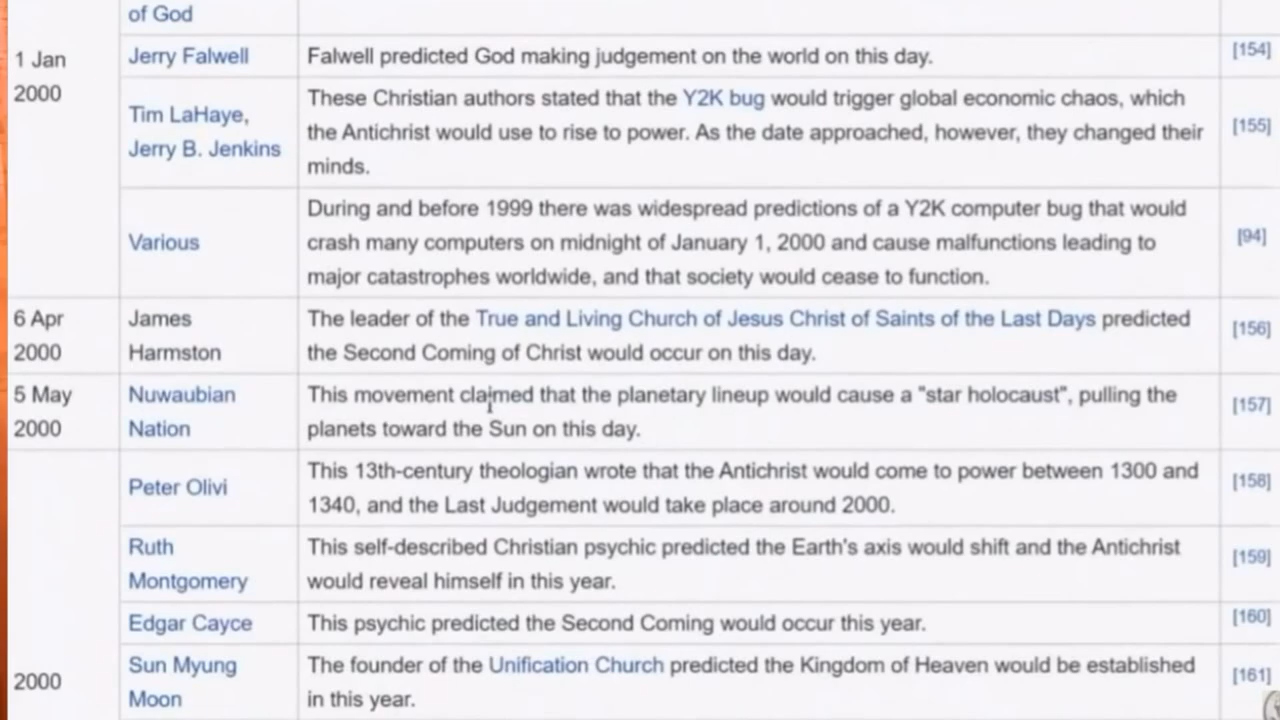 of God
1 Jan
2000
Jerry Falwell
Falwell predicted God making judgement on the world on this day.
[154]
Tim LaHaye,
Jerry B. Jenkins
These Christian authors stated that the Y2K bug would trigger global economic chaos, which
the Antichrist would use to rise to power. As the date approached, however, they changed their
minds.
[155]
Various
During and before 1999 there was widespread predictions of a Y2K computer bug that would
crash many computers on midnight of January 1, 2000 and cause malfunctions leading to
major catastrophes worldwide, and that society would cease to function.
[94]
6 Apr
2000
James
Harmston
The leader of the True and Living Church of Jesus Christ of Saints of the Last Days predicted
the Second Coming of Christ would occur on this day.
[156]
5 May
2000
Nuwaubian
Nation
This movement claimed that the planetary lineup would cause a "star holocaust", pulling the
planets toward the Sun on this day.
[157]
2000
Peter Olivi
This 13th-century theologian wrote that the Antichrist would come to power between 1300 and
1340, and the Last Judgement would take place around 2000.
[158]
Ruth
Montgomery
This self-described Christian psychic predicted the Earth's axis would shift and the Antichrist
would reveal himself in this year.
[159]
Edgar Cayce
This psychic predicted the Second Coming would occur this year.
[160]
Sun Myung
Moon
The founder of the Unification Church predicted the Kingdom of Heaven would be established
in this year.
[161]